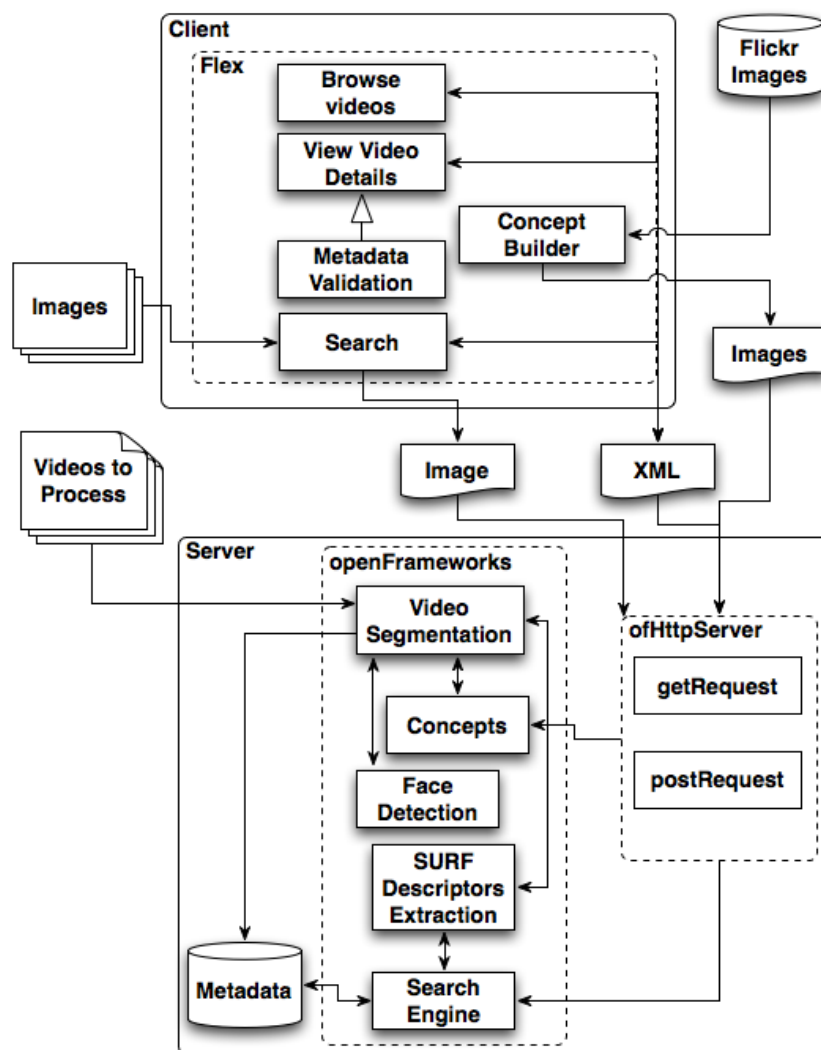 Client
Flex
Browse
videos
Flickr
Images
View Video
Details
Concept
Builder
Metadada
Validation
Images
Search
Images
Videos to
Process
Image
XML
Server
openFrameworks
Video
Segmentation
ofHttpServer
getRequest
Concepts
postRequest
Face
Detection
SURF
Descriptors
Extraction
Metadata
Search
Engine